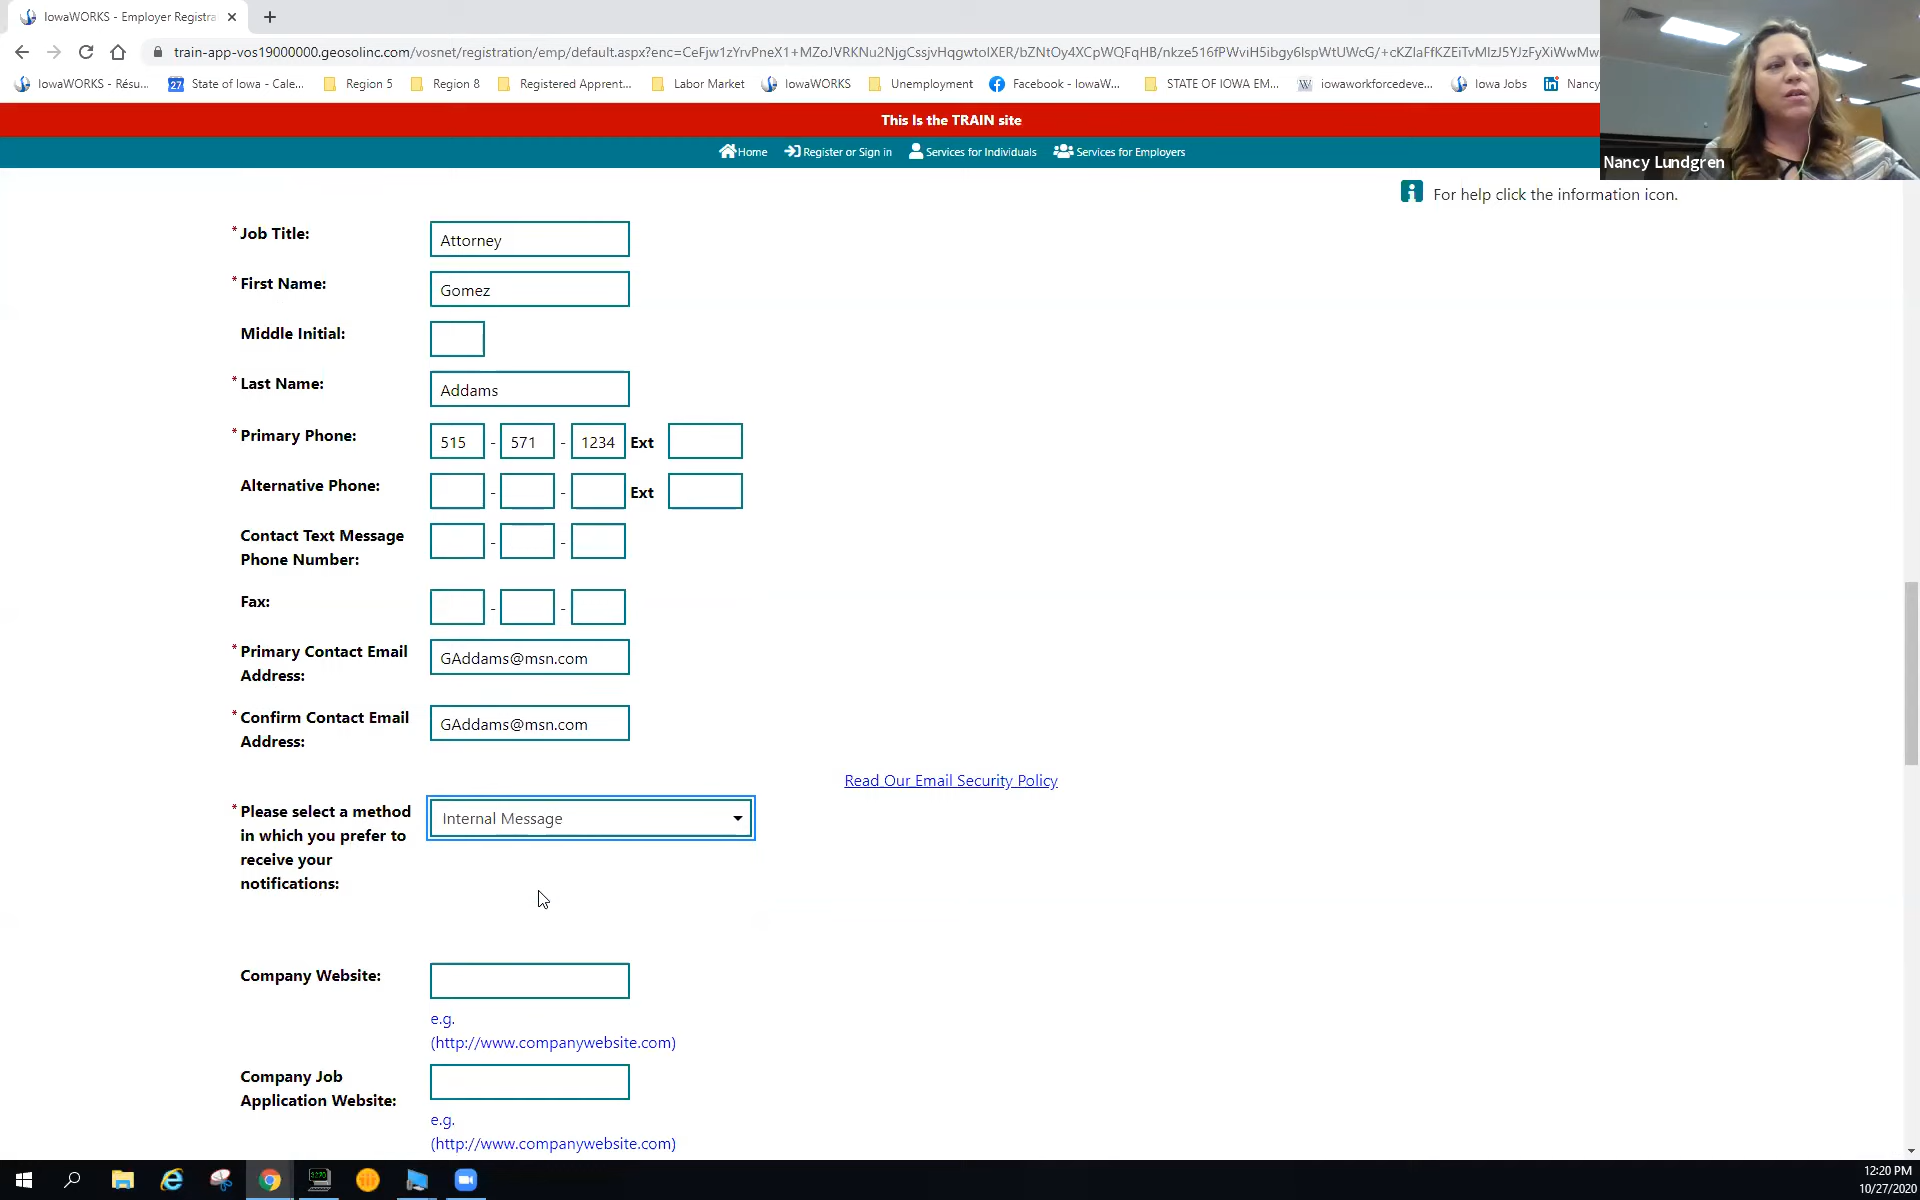 IowaWORKS - Employer Registra
train-app-vos19000000.geosolinc.com/vosnet/registration/emp/default.aspx?enc=CeFjw1zYrvPneX1+MZoJVRKNu2NjgCssjvHqgwtolXER/bZNtOy4XCpWQFqHB/nkze516fPWviH5ibgy6lspWtUWcG/+cKZlaFfKZEiTvMIzJ5YJzFyXiWwMw
IowaWORKS - Résu...
27
State of Iowa - Cale...
Region 5
Region 8
Registered Apprent...
Labor Market
IowaWORKS
Unemployment
Facebook - IowaW...
STATE OF IOWA EM...
W
iowaworkforcedeve...
Iowa Jobs
in
Nancy
This Is the TRAIN site
Home
Register or Sign in
Services for Individuals
Services for Employers
Nancy Lundgren
For help click the information icon.
* Job Title:
Attorney
* First Name:
Gomez
Middle Initial:
* Last Name:
Addams
* Primary Phone:
515 - 571 - 1234 Ext
Alternative Phone:
- - Ext
Contact Text Message
Phone Number:
- -
Fax:
- -
* Primary Contact Email
Address:
GAddams@msn.com
* Confirm Contact Email
Address:
GAddams@msn.com
Read Our Email Security Policy
* Please select a method
in which you prefer to
receive your
notifications:
Internal Message
Company Website:
e.g.
(http://www.companywebsite.com)
Company Job
Application Website:
e.g.
(http://www.companywebsite.com)
12:20 PM
10/27/2020